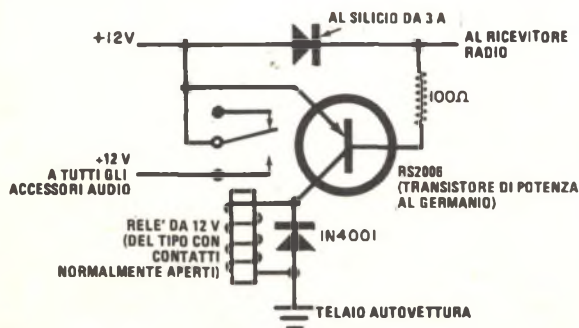 AL SILICIO DA 3 A
+12V
AL RICEVITORE
RADIO
100Ω
+12 V
A TUTTI GLI
ACCESSORI AUDIO
RS2006
(TRANSISTORE DI POTENZA
AL GERMANIO)
RELE' DA 12 V
(DEL TIPO CON
CONTATTI
NORMALMENTE APERTI)
1N4001
TELAIO AUTOVETTURA